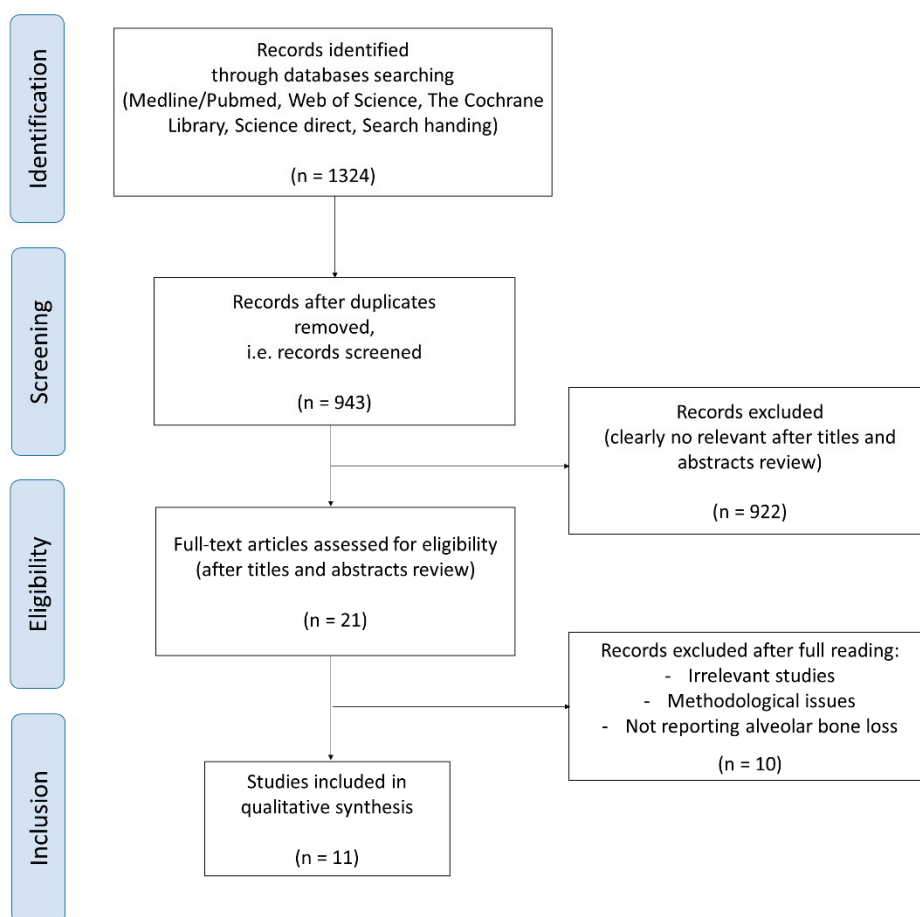 Identification
Records identified
through databases searching
(Medline/Pubmed, Web of Science, The Cochrane
Library, Science direct, Search handing)
(n = 1324)
Screening
Records after duplicates
removed,
i.e. records screened
(n = 943)
Records excluded
(clearly no relevant after titles and
abstracts review)
(n = 922)
Eligibility
Full-text articles assessed for eligibility
(after titles and abstracts review)
(n = 21)
Records excluded after full reading:
- Irrelevant studies
- Methodological issues
- Not reporting alveolar bone loss
(n = 10)
Inclusion
Studies included in
qualitative synthesis
(n = 11)